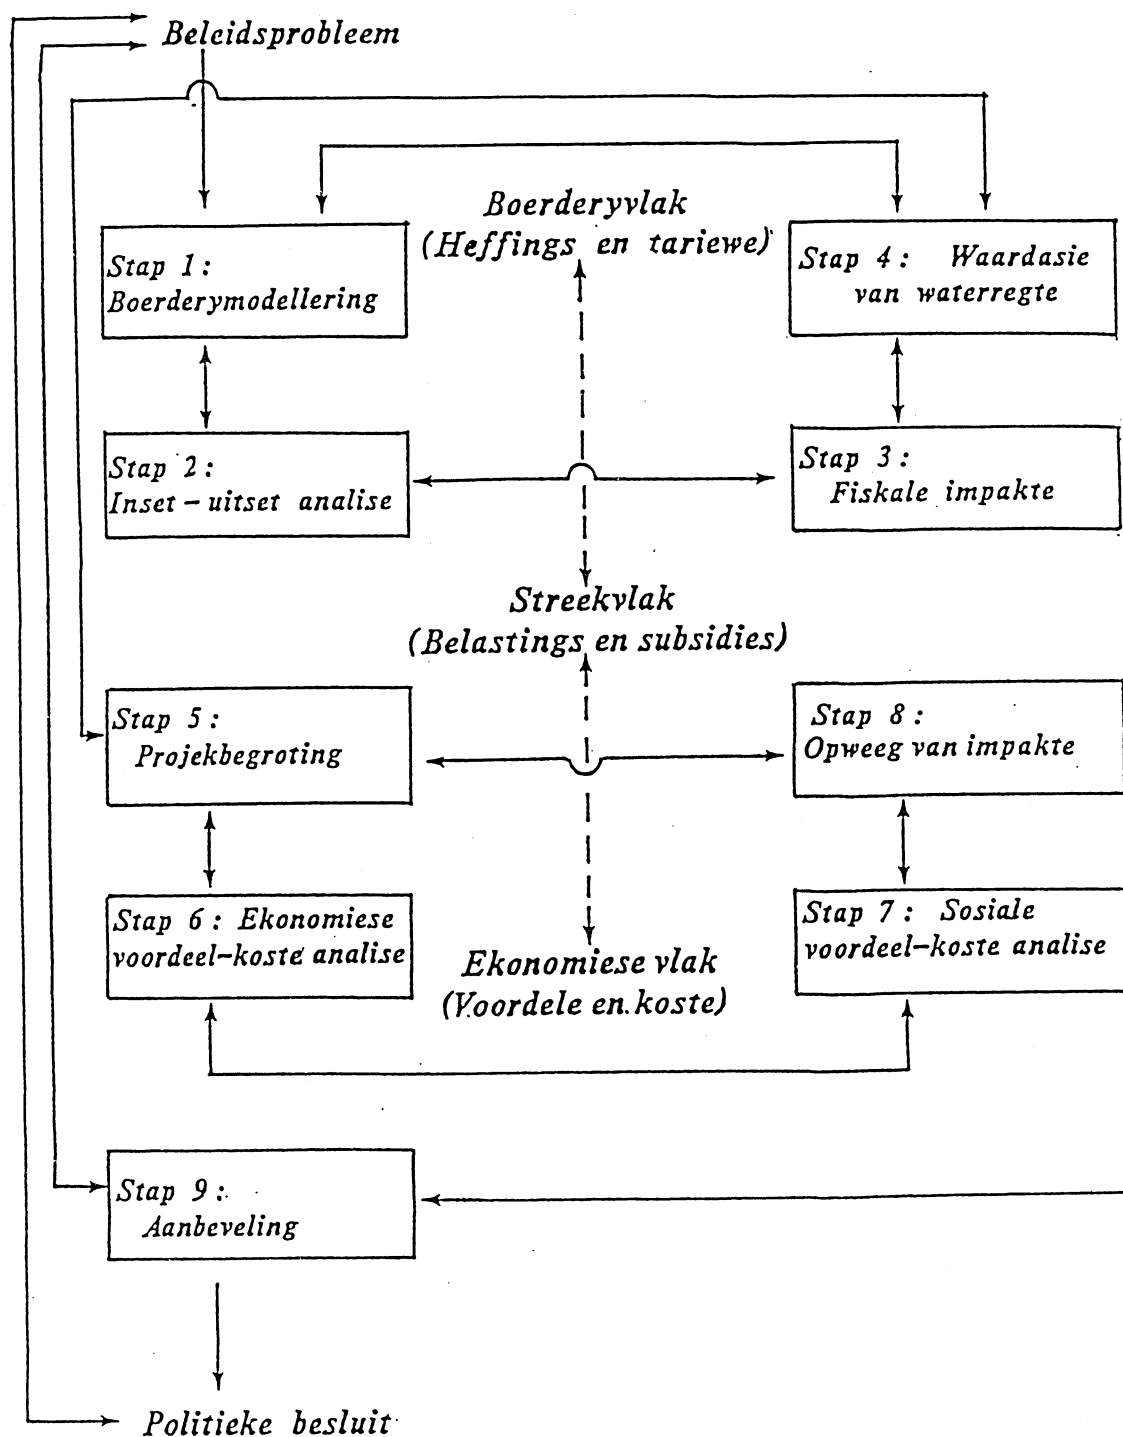 Beleidsprobleem
Boerderyvlak
(Heffings en tariewe)
Stap 1:
Boerderymodellering
Stap 4: Waardasie
van waterregte
Stap 2:
Inset-uitset analise
Stap 3:
Fiskale impakte
Streekvlak
(Belastings en subsidies)
Stap 5:
Projekbegroting
Stap 8:
Opweeg van impakte
Stap 6: Ekonomiese
voordeel-koste analise
Stap 7: Sosiale
voordeel-koste analise
Ekonomiese vlak
(Voordele en koste)
Stap 9:
Aanbeveling
Politieke besluit